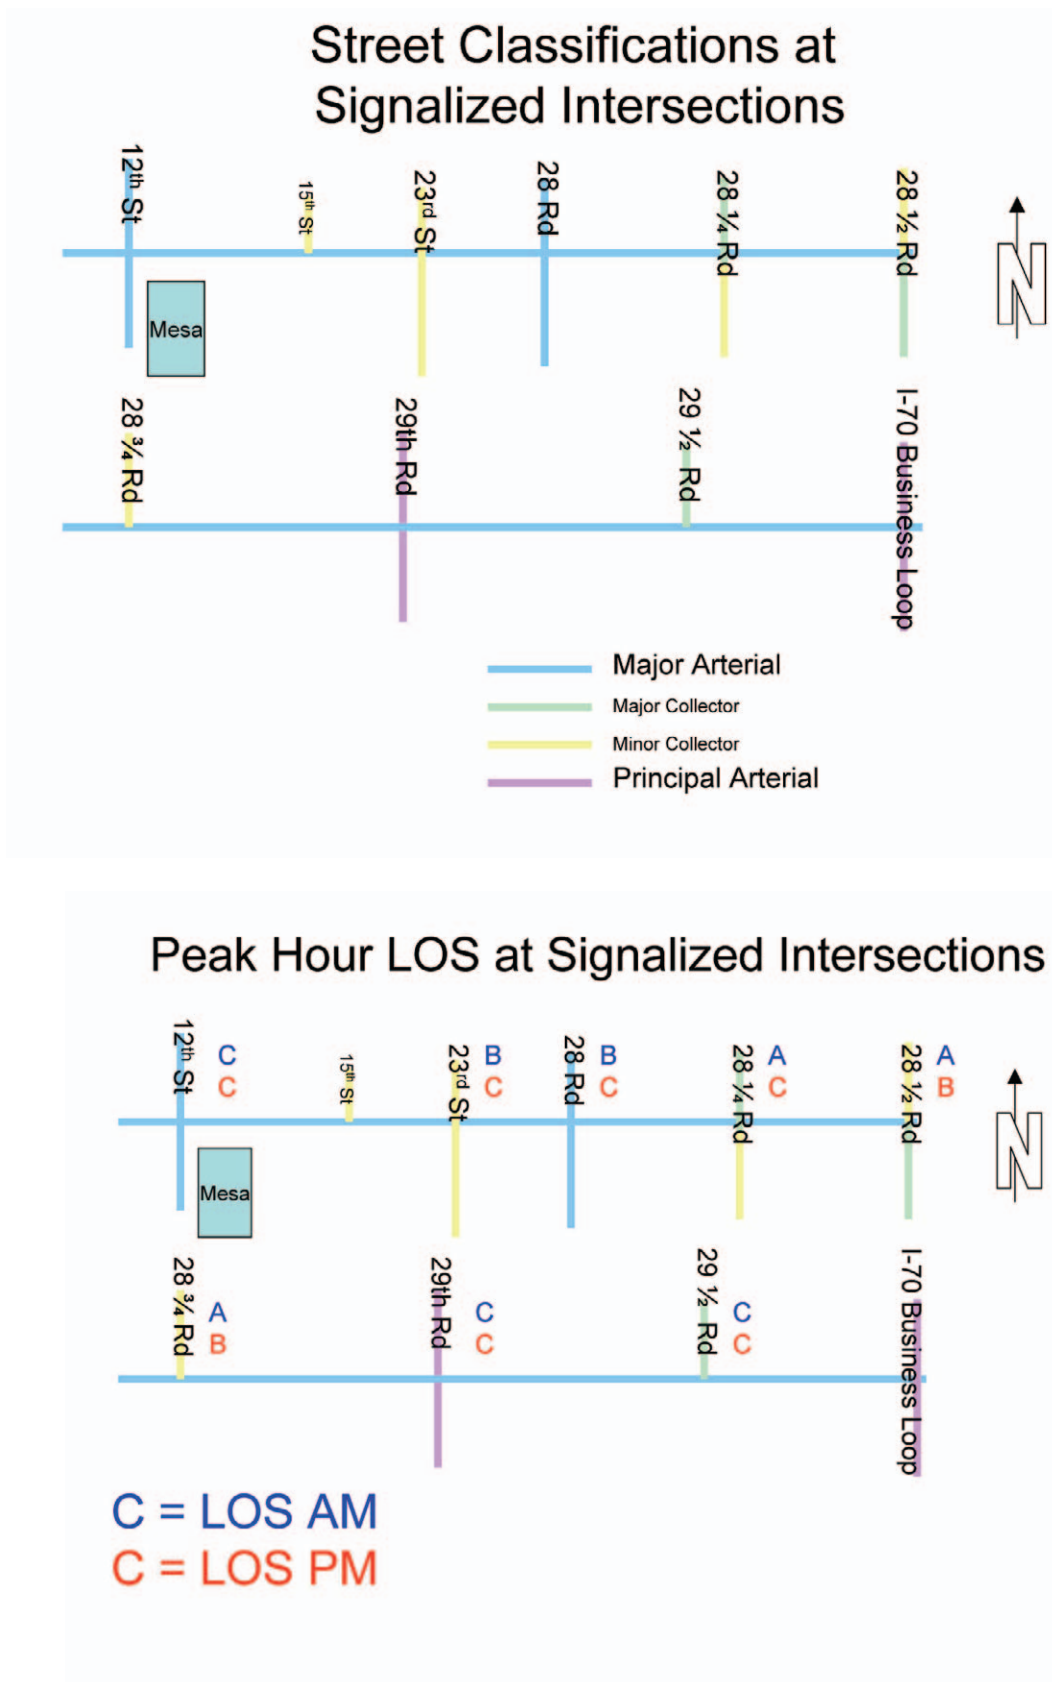 Street Classifications at
Signalized Intersections
12th St
15th St
23rd St
28 Rd
28 ¼ Rd
28 ½ Rd
N
Mesa
28 ¾ Rd
29th Rd
29 ½ Rd
I-70 Business Loop
Major Arterial
Major Collector
Minor Collector
Principal Arterial
Peak Hour LOS at Signalized Intersections
12th St
C
C
15th St
23rd St
B
C
28 Rd
B
C
28 ¼ Rd
A
C
28 ½ Rd
A
B
N
Mesa
28 ¾ Rd
A
B
29th Rd
C
C
29 ½ Rd
C
C
I-70 Business Loop
C = LOS AM
C = LOS PM